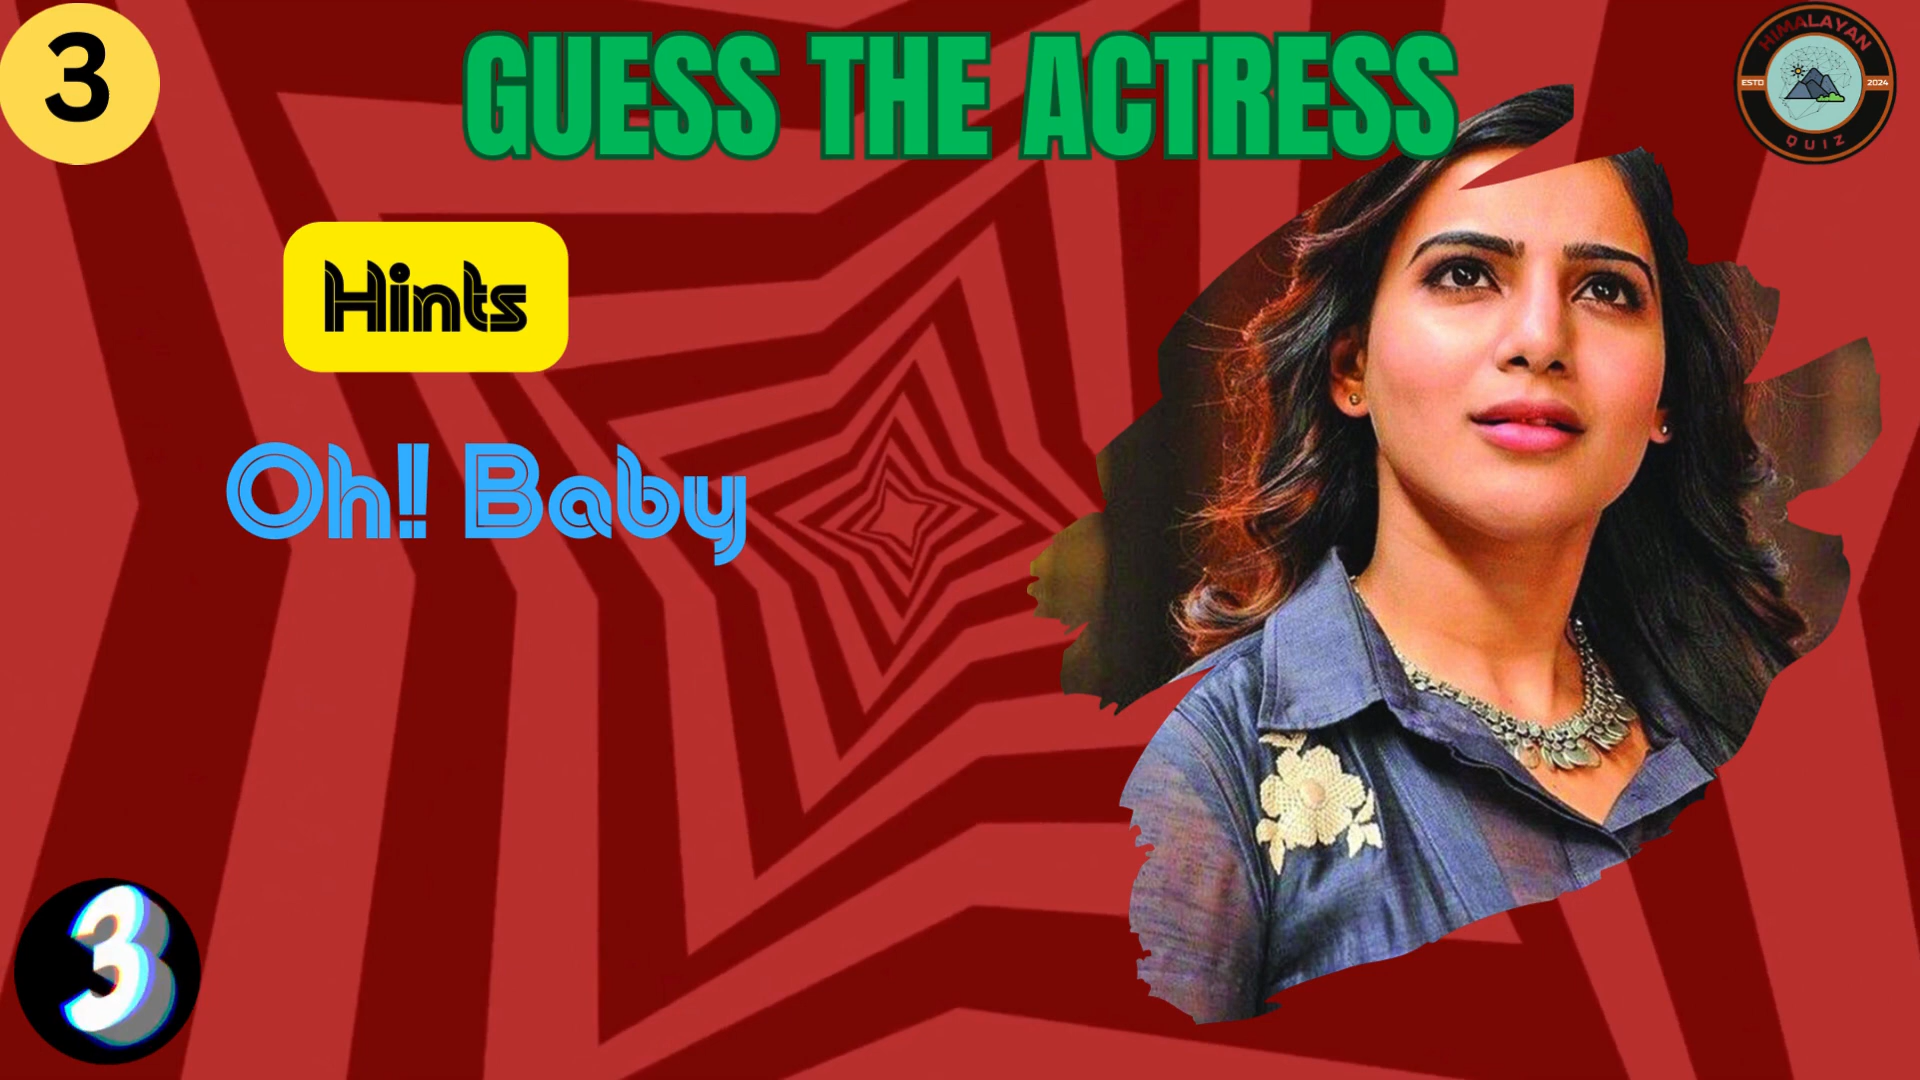 3
GUESS THE ACTRESS
HIMALAYAN
ESTD 2024
QUIZ
Hints
Oh! Baby
3